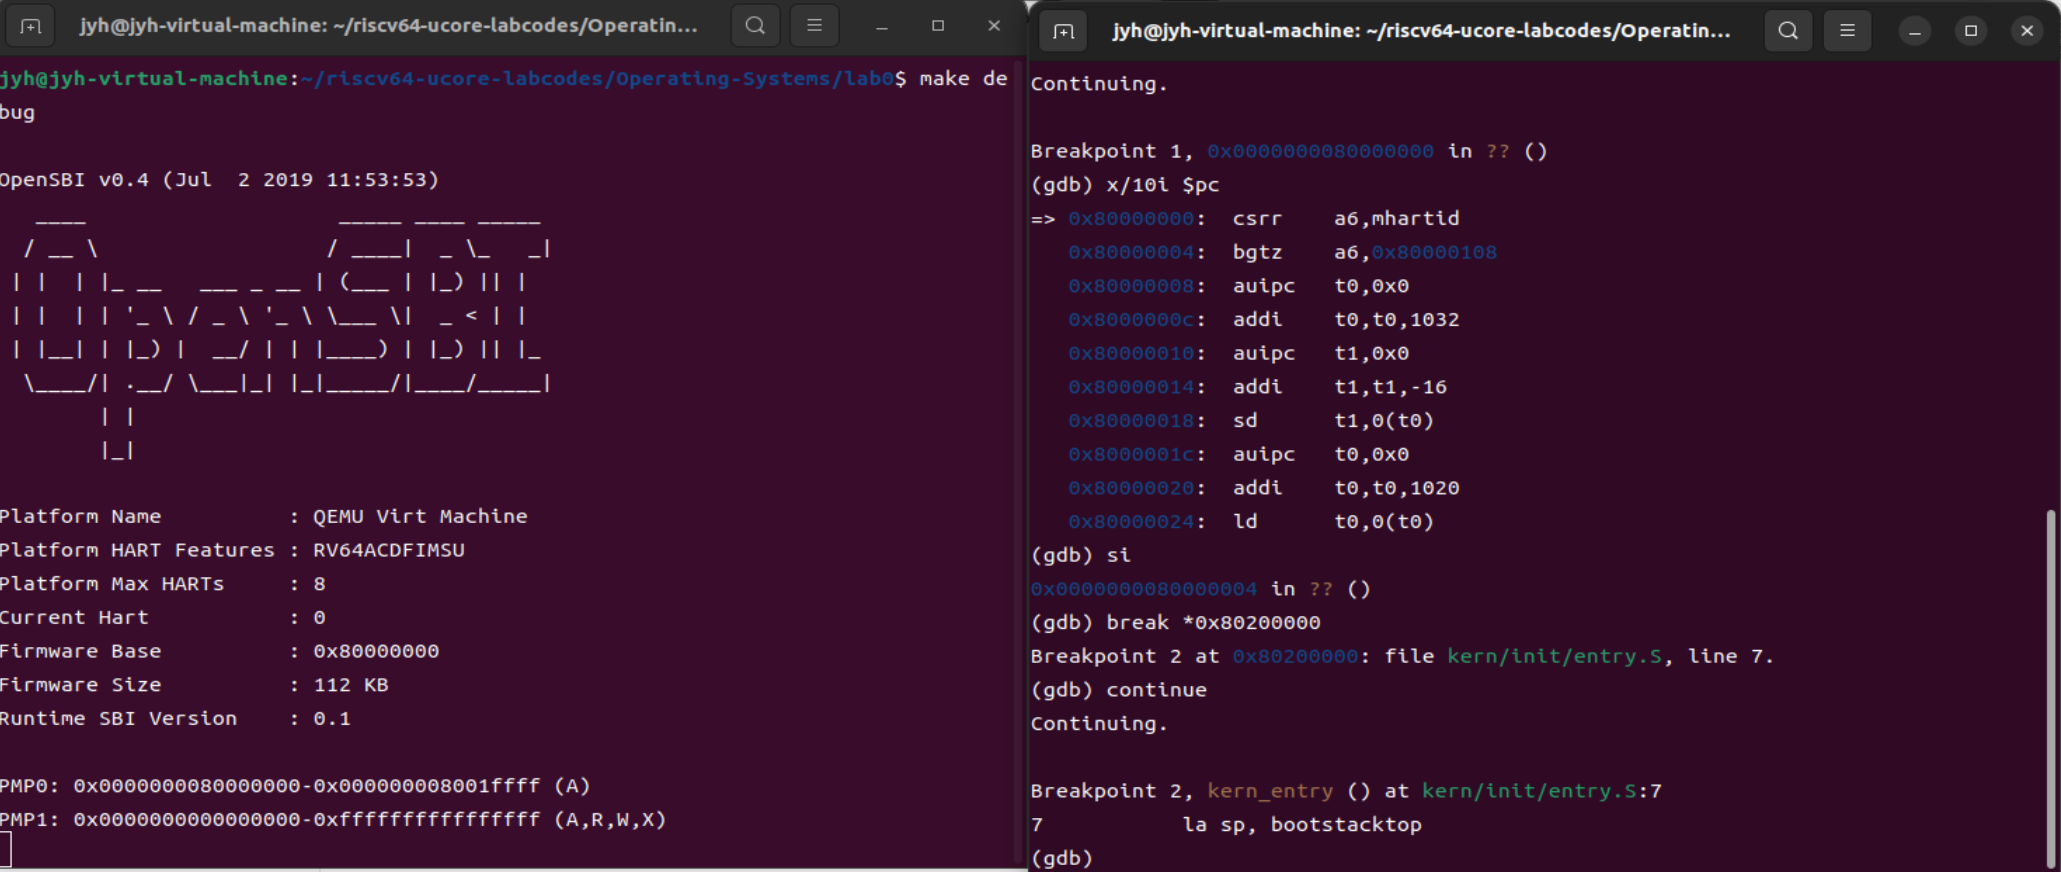 jyh@jyh-virtual-machine: ~/riscv64-ucore-labcodes/Operatin...
jyh@jyh-virtual-machine:~/riscv64-ucore-labcodes/Operating-Systems/lab0$ make de
bug
OpenSBI v0.4 (Jul  2 2019 11:53:53)
   ____                    _____ ____ _____
  / __ \                  / ____|  _ \_   _|
 | |  | |_ __   ___ _ __ | (___ | |_) || |
 | |  | | '_ \ / _ \ '_ \ \___ \|  _ < | |
 | |__| | |_) |  __/ | | |____) | |_) || |_
  \____/| .__/ \___|_| |_|_____/|____/_____|
        | |
        |_|
Platform Name          : QEMU Virt Machine
Platform HART Features : RV64ACDFIMSU
Platform Max HARTs     : 8
Current Hart           : 0
Firmware Base          : 0x80000000
Firmware Size          : 112 KB
Runtime SBI Version    : 0.1
PMP0: 0x0000000080000000-0x000000008001ffff (A)
PMP1: 0x0000000000000000-0xffffffffffffffff (A,R,W,X)
jyh@jyh-virtual-machine: ~/riscv64-ucore-labcodes/Operatin...
Continuing.
Breakpoint 1, 0x0000000080000000 in ?? ()
(gdb) x/10i $pc
=> 0x80000000:  csrr    a6,mhartid
   0x80000004:  bgtz    a6,0x80000108
   0x80000008:  auipc   t0,0x0
   0x8000000c:  addi    t0,t0,1032
   0x80000010:  auipc   t1,0x0
   0x80000014:  addi    t1,t1,-16
   0x80000018:  sd      t1,0(t0)
   0x8000001c:  auipc   t0,0x0
   0x80000020:  addi    t0,t0,1020
   0x80000024:  ld      t0,0(t0)
(gdb) si
0x0000000080000004 in ?? ()
(gdb) break *0x80200000
Breakpoint 2 at 0x80200000: file kern/init/entry.S, line 7.
(gdb) continue
Continuing.
Breakpoint 2, kern_entry () at kern/init/entry.S:7
7           la sp, bootstacktop
(gdb)